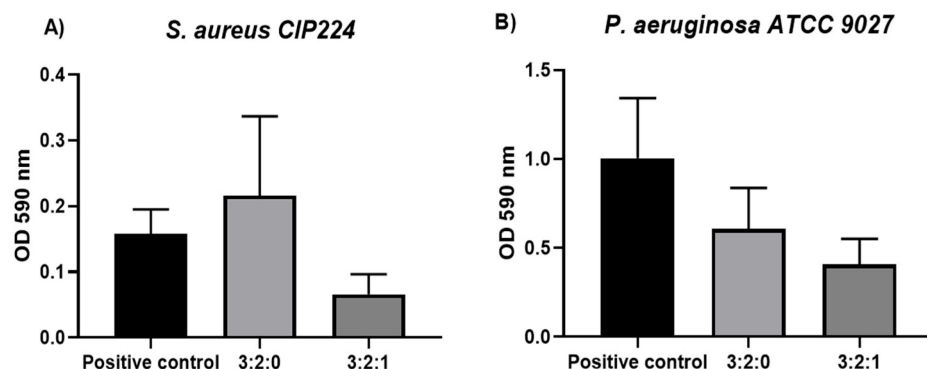 A)
S. aureus CIP224
OD 590 nm
0.4
0.3
0.2
0.1
0.0
Positive control 3:2:0 3:2:1
B)
P. aeruginosa ATCC 9027
OD 590 nm
1.5
1.0
0.5
0.0
Positive control 3:2:0 3:2:1